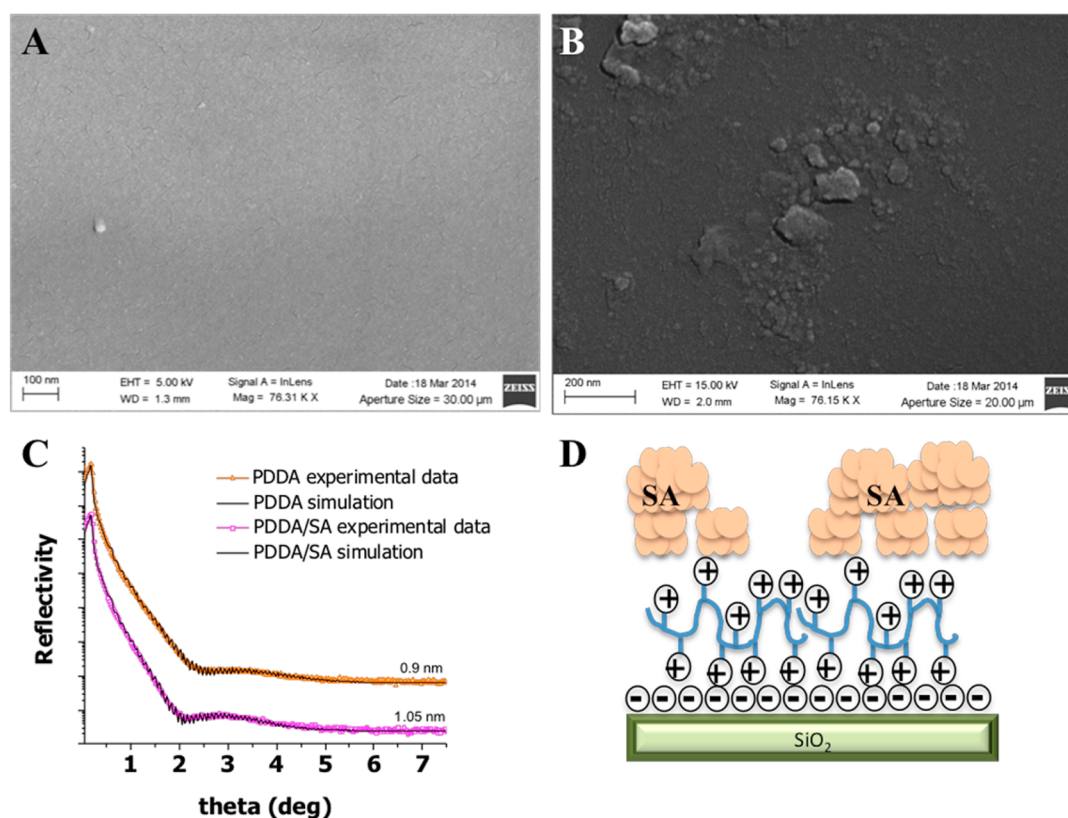 A
100 nm
EHT = 5.00 kV
WD = 1.3 mm
Signal A = InLens
Mag = 76.31 K X
Date :18 Mar 2014
Aperture Size = 30.00 µm
ZEISS
B
200 nm
EHT = 15.00 kV
WD = 2.0 mm
Signal A = InLens
Mag = 76.15 K X
Date :18 Mar 2014
Aperture Size = 20.00 µm
ZEISS
C
PDDA experimental data
PDDA simulation
PDDA/SA experimental data
PDDA/SA simulation
Reflectivity
0.9 nm
1.05 nm
1 2 3 4 5 6 7
theta (deg)
D
SA SA
+ + + + + + + +
+ + + + + +
- - - - - - - - - - - - - -
SiO₂